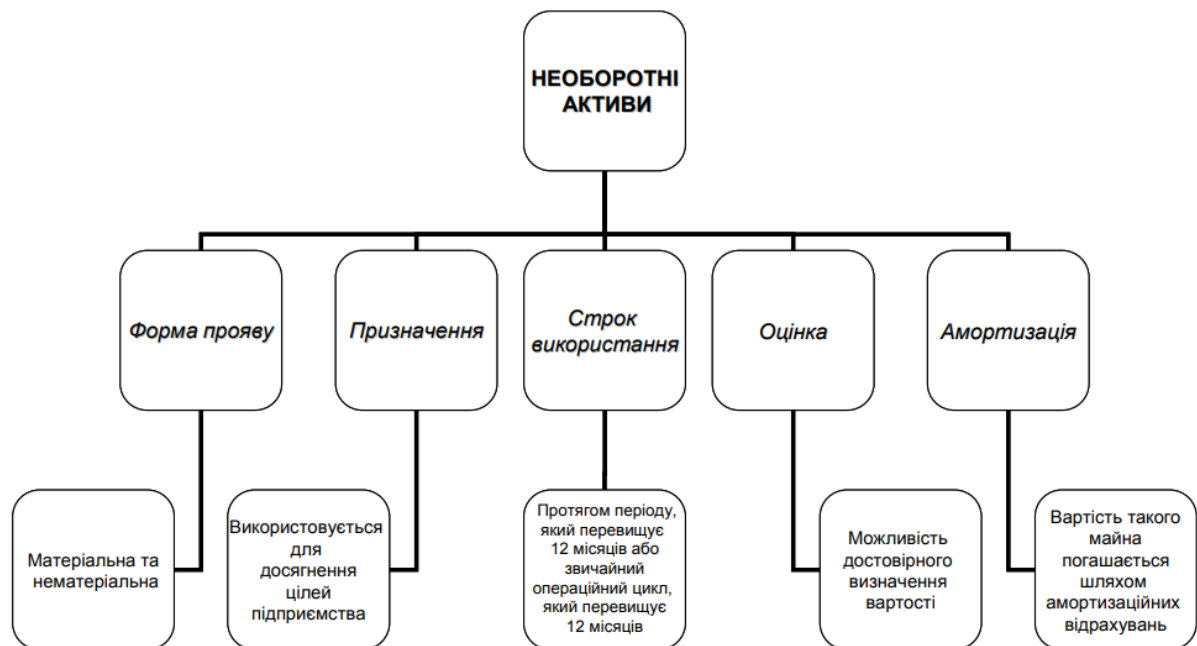 НЕОБОРОТНІ
АКТИВИ
Форма прояву
Призначення
Строк
використання
Оцінка
Амортизація
Матеріальна та
нематеріальна
Використовується
для
досягнення
цілей
підприємства
Протягом періоду,
який перевищує
12 місяців або
звичайний
операційний цикл,
який перевищує
12 місяців
Можливість
достовірного
визначення
вартості
Вартість такого
майна
погашається
шляхом
амортизаційних
відрахувань